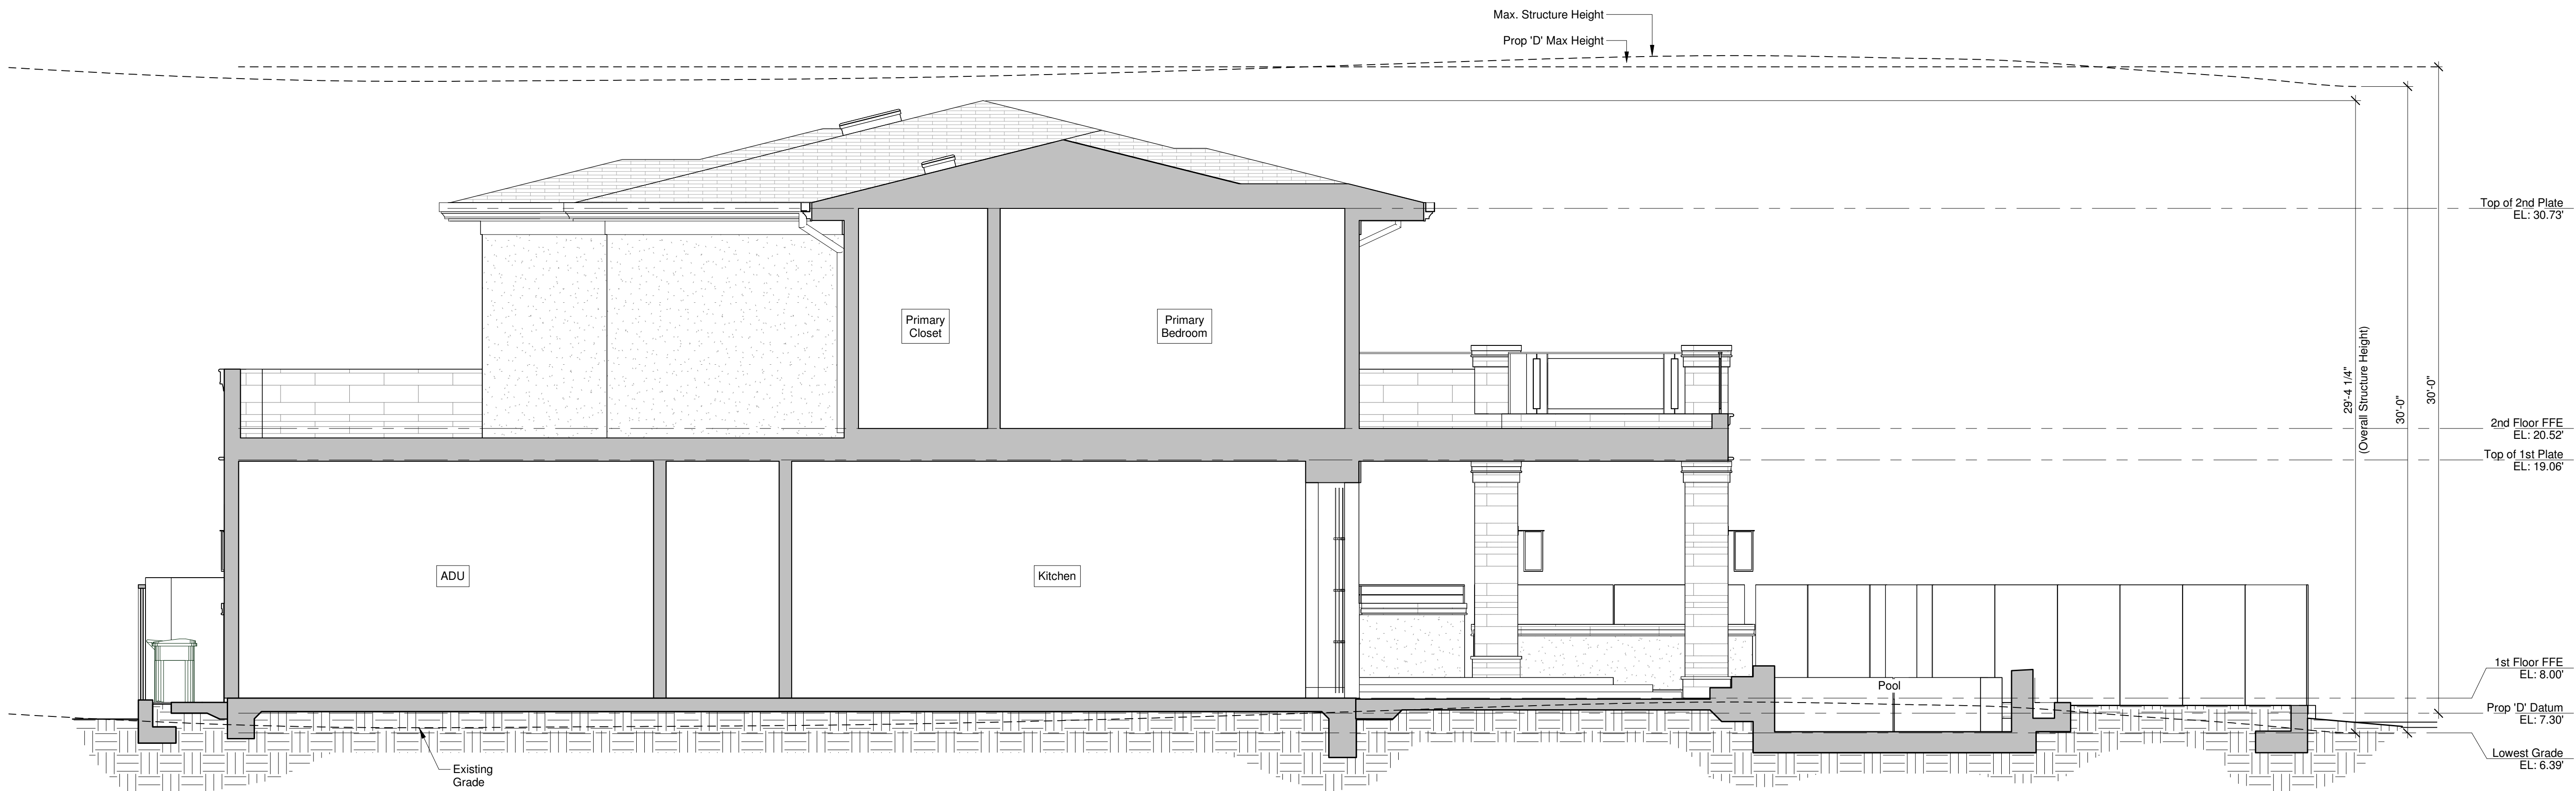 Max. Structure Height
Prop 'D' Max Height
Top of 2nd Plate
EL: 30.73'
Primary
Closet
Primary
Bedroom
29'-4 1/4"
(Overall Structure Height)
30'-0"
30'-0"
2nd Floor FFE
EL: 20.52'
Top of 1st Plate
EL: 19.06'
ADU
Kitchen
1st Floor FFE
EL: 8.00'
Pool
Prop 'D' Datum
EL: 7.30'
Existing
Grade
Lowest Grade
EL: 6.39'